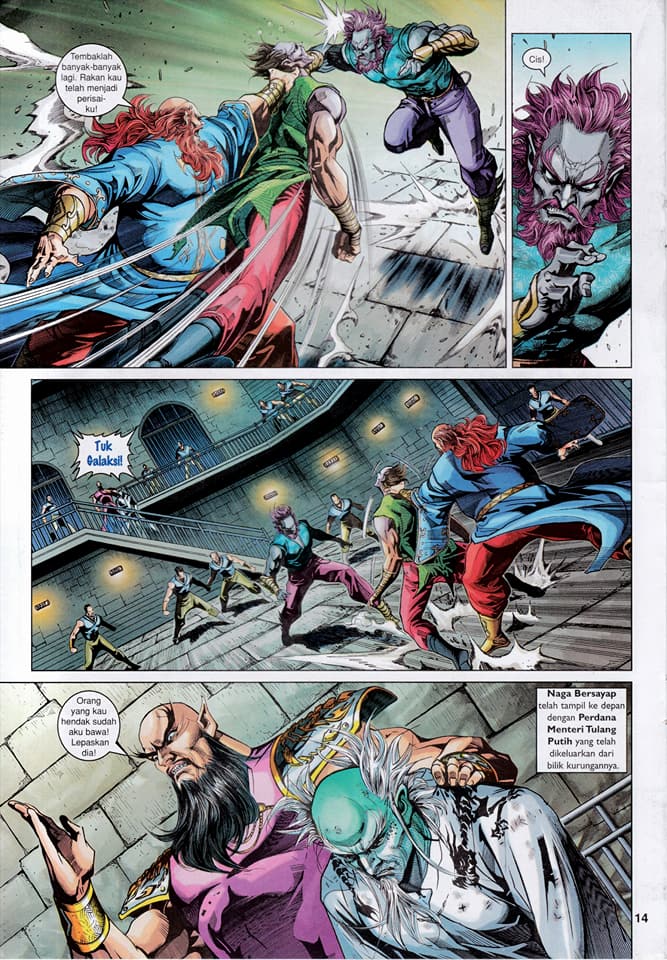 Tembaklah
banyak-banyak
lagi. Rakan kau
telah menjadi
perisai-
ku!
Cis!
Tuk
Galaksi!
Orang
yang kau
hendak sudah
aku bawa!
Lepaskan
dia!
Naga Bersayap
telah tampil ke depan
dengan Perdana
Menteri Tulang
Putih yang telah
dikeluarkan dari
bilik kurungannya.
14